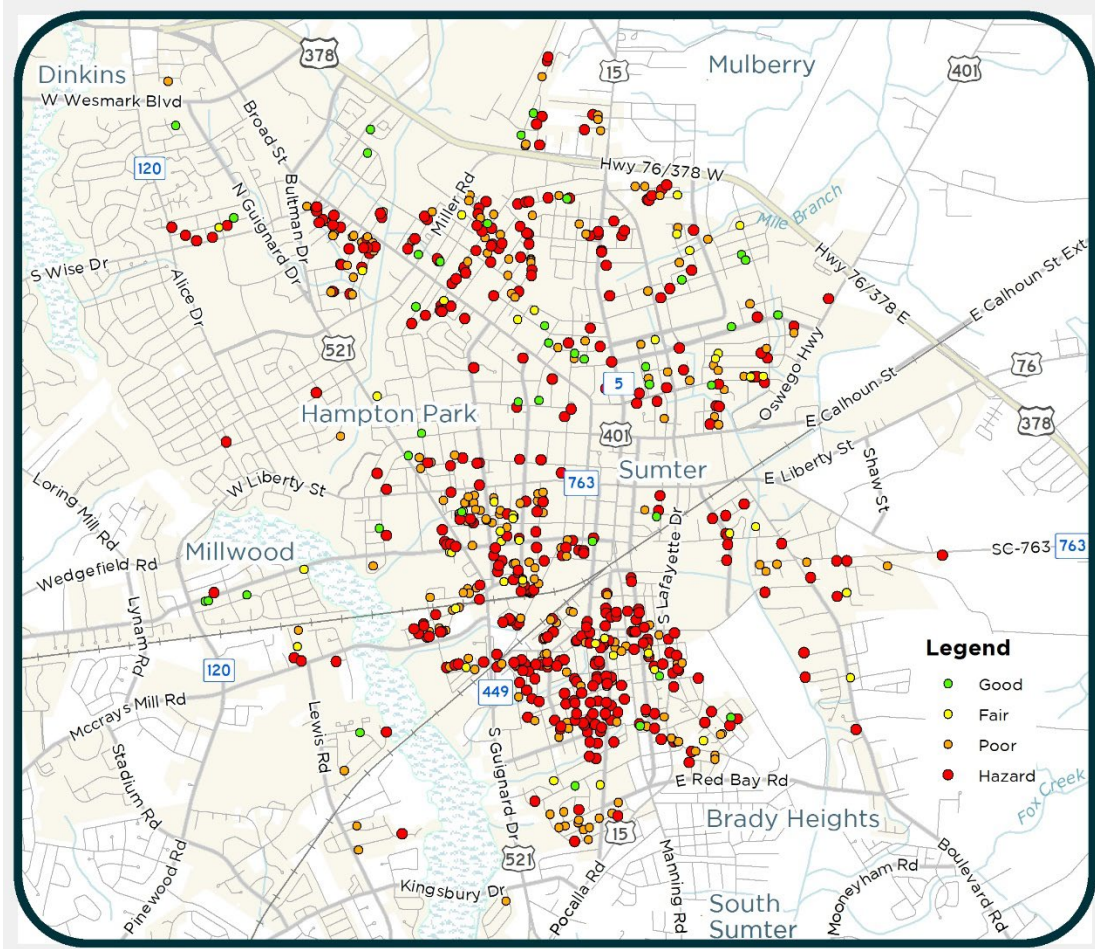 378
15
Mulberry
401
Dinkins
W Wesmark Blvd
Broad St
120
Hwy 76/378 W
N Guignard Dr
Bultman Dr
Miller Rd
Mile Branch
S Wise Dr
Alice Dr
Hwy 76/378 E
E Calhoun St Ext
521
Oswego Hwy
76
5
Hampton Park
401
E Calhoun St
378
Sumter
E Liberty St
Shaw St
W Liberty St
763
Loring Mill Rd
Millwood
S Lafayette Dr
SC-763
763
Wedgefield Rd
Lynam Rd
120
Legend
Good
Fair
Poor
Hazard
449
Mccrays Mill Rd
Lewis Rd
S Guignard Dr
Stadium Rd
E Red Bay Rd
Fox Creek
Brady Heights
15
521
Pinewood Rd
Kingsbury Dr
Pocalla Rd
Manning Rd
Mooneyham Rd
Boulevard Rd
South
Sumter